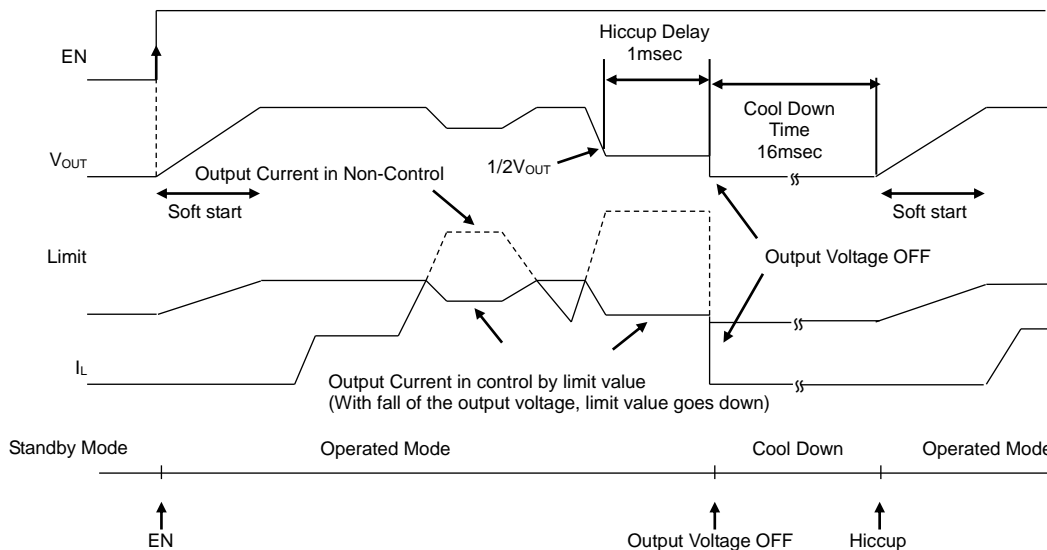 Hiccup Delay
1msec
EN
Cool Down
Time
16msec
VOUT
1/2VOUT
Output Current in Non-Control
Soft start
Soft start
Limit
Output Voltage OFF
IL
Output Current in control by limit value
(With fall of the output voltage, limit value goes down)
Standby Mode
Operated Mode
Cool Down
Operated Mode
EN
Output Voltage OFF
Hiccup